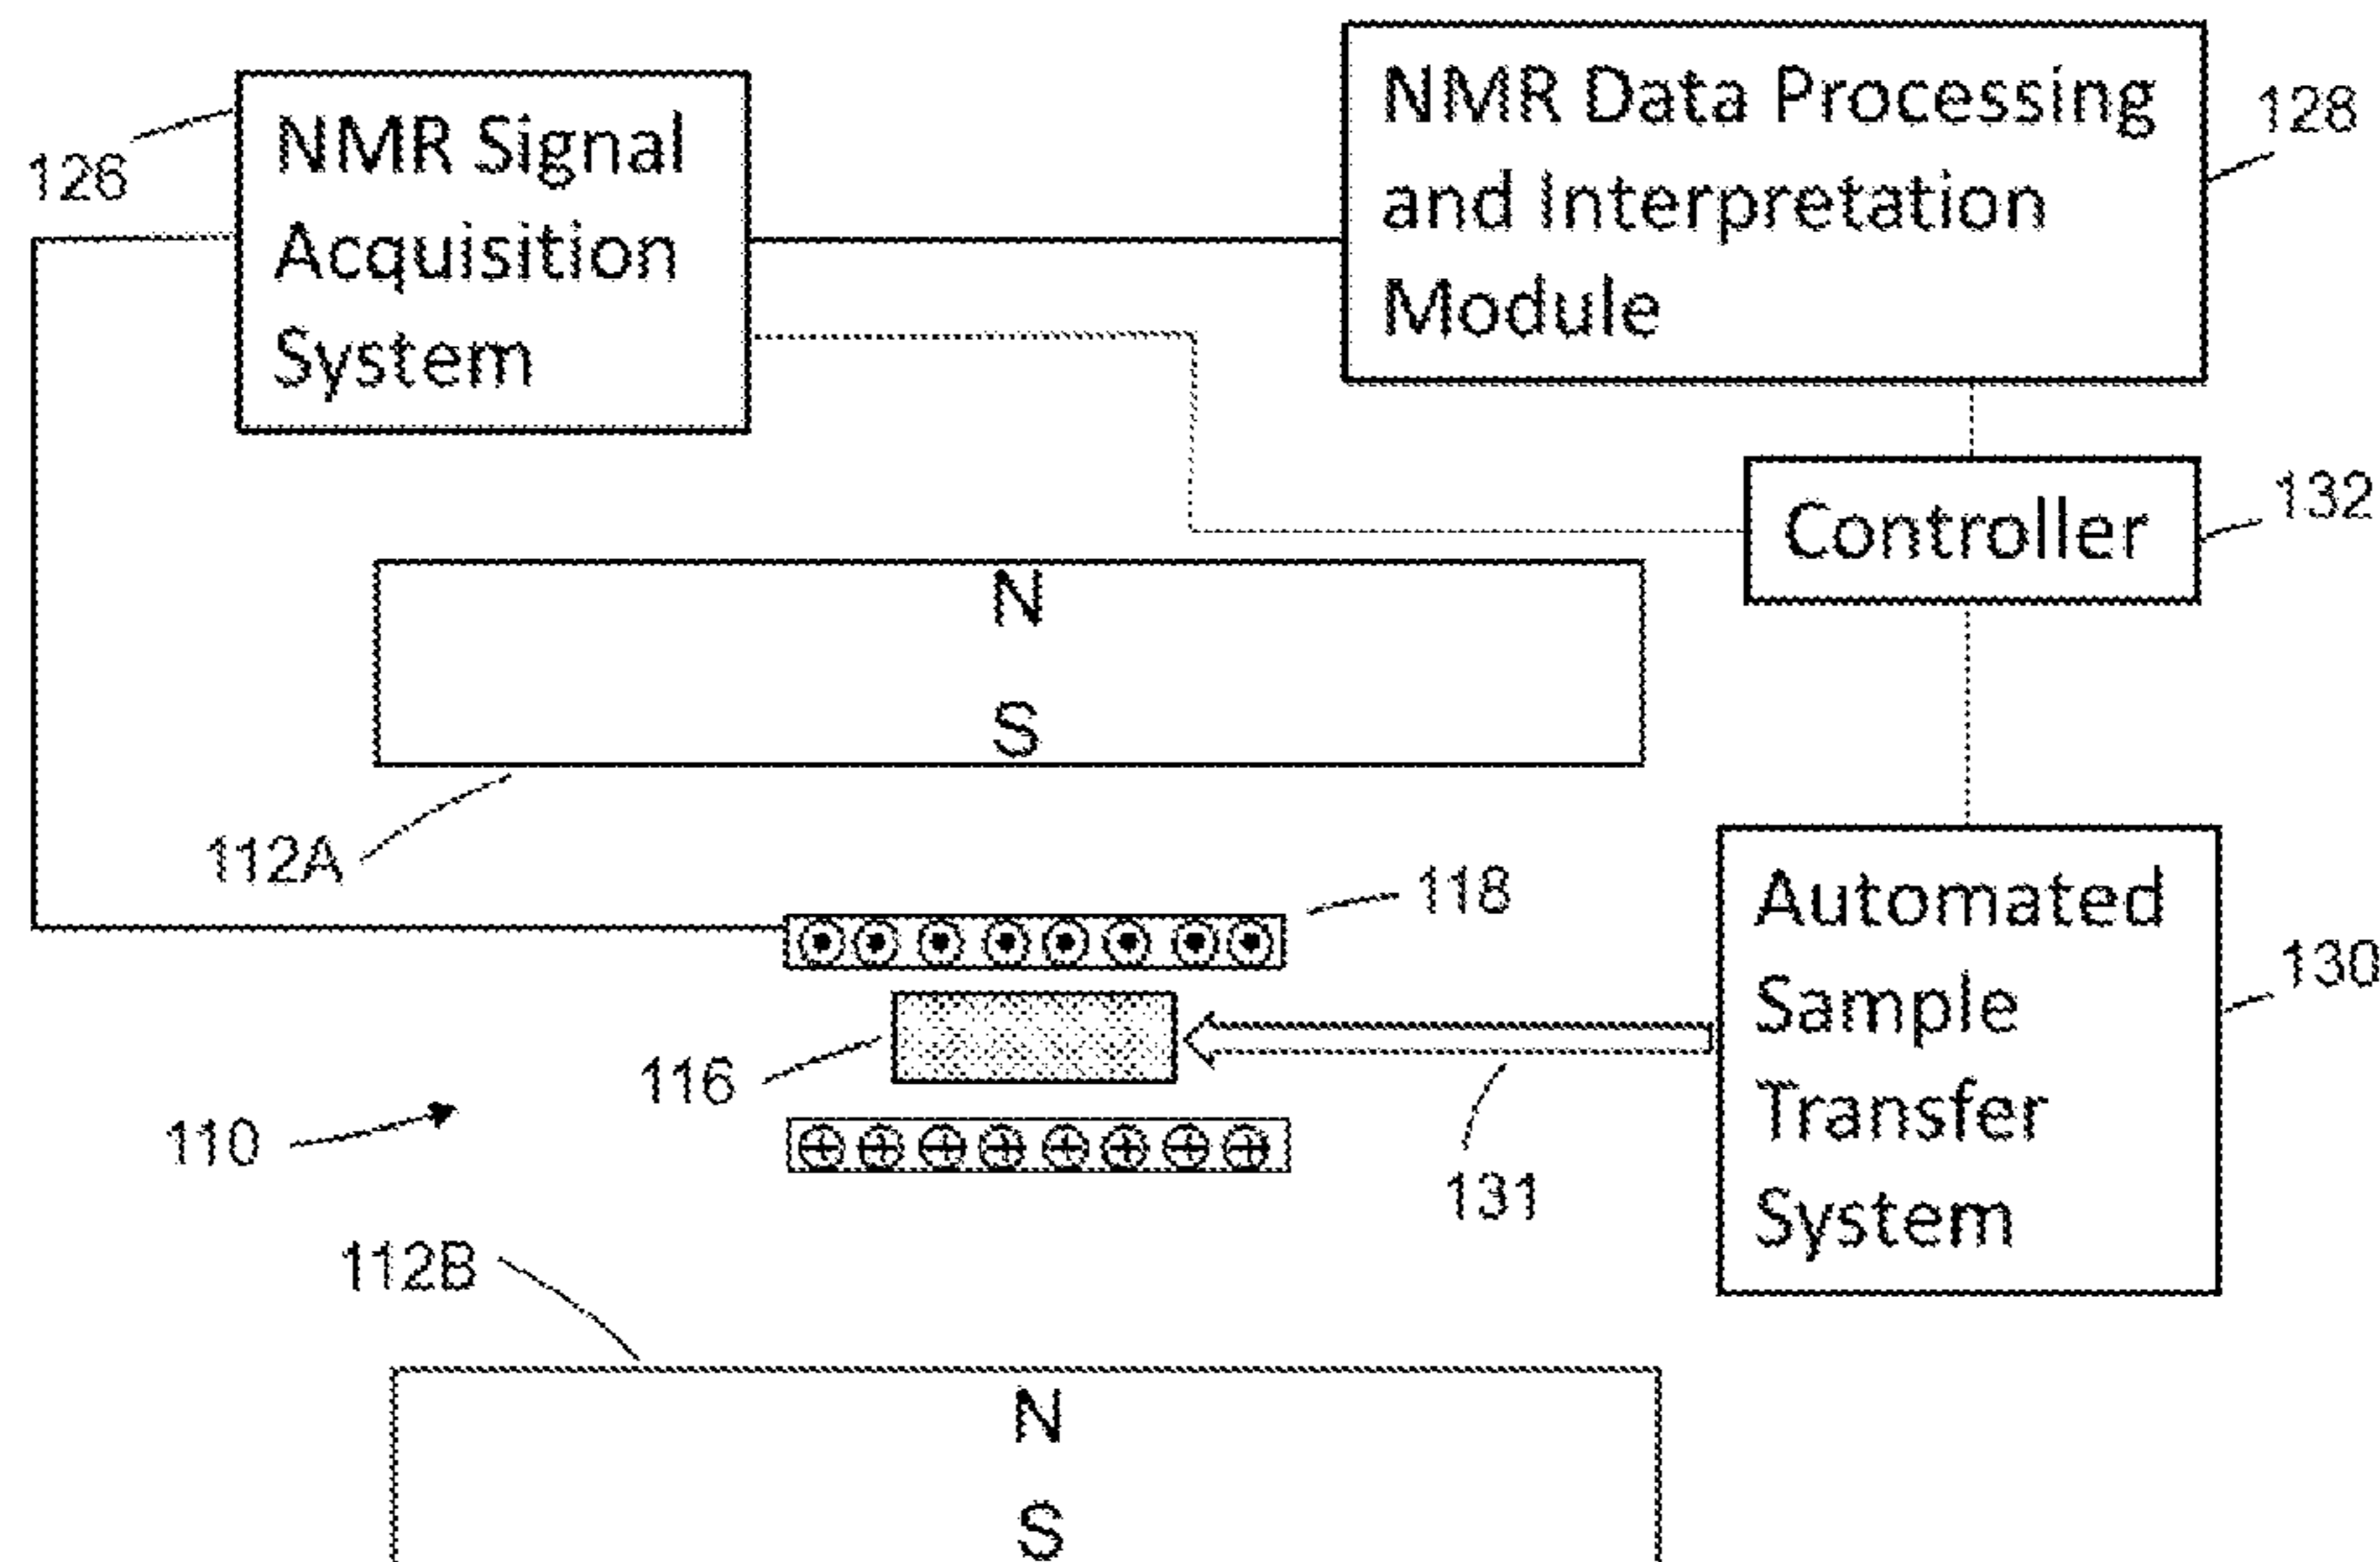 NMR Signal
Acquisition
System
126
NMR Data Processing
and Interpretation
Module
128
Controller
132
N
S
112A
118
Automated
Sample
Transfer
System
130
116
110
131
112B
N
S